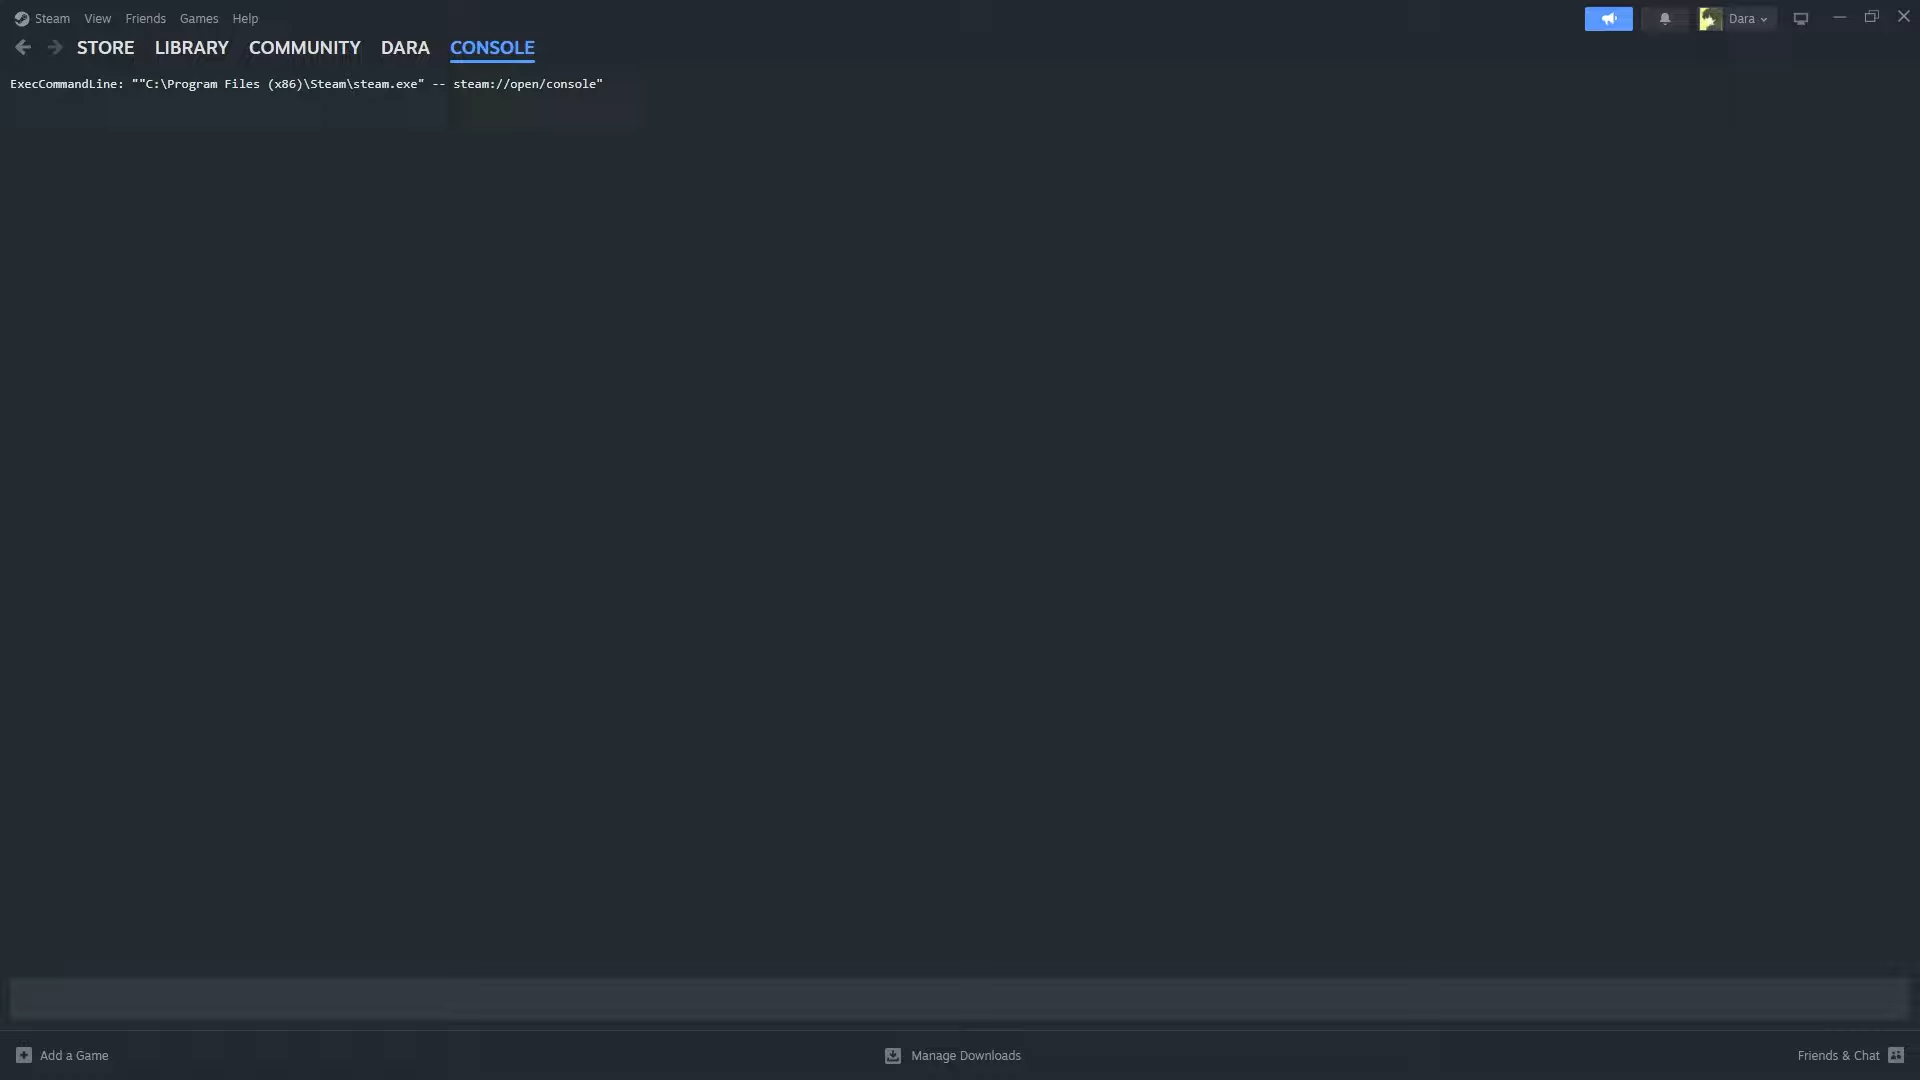 Steam View Friends Games Help Dara
STORE LIBRARY COMMUNITY DARA CONSOLE
ExecCommandLine: ""C:\Program Files (x86)\Steam\steam.exe" -- steam://open/console"
Add a Game Manage Downloads Friends & Chat